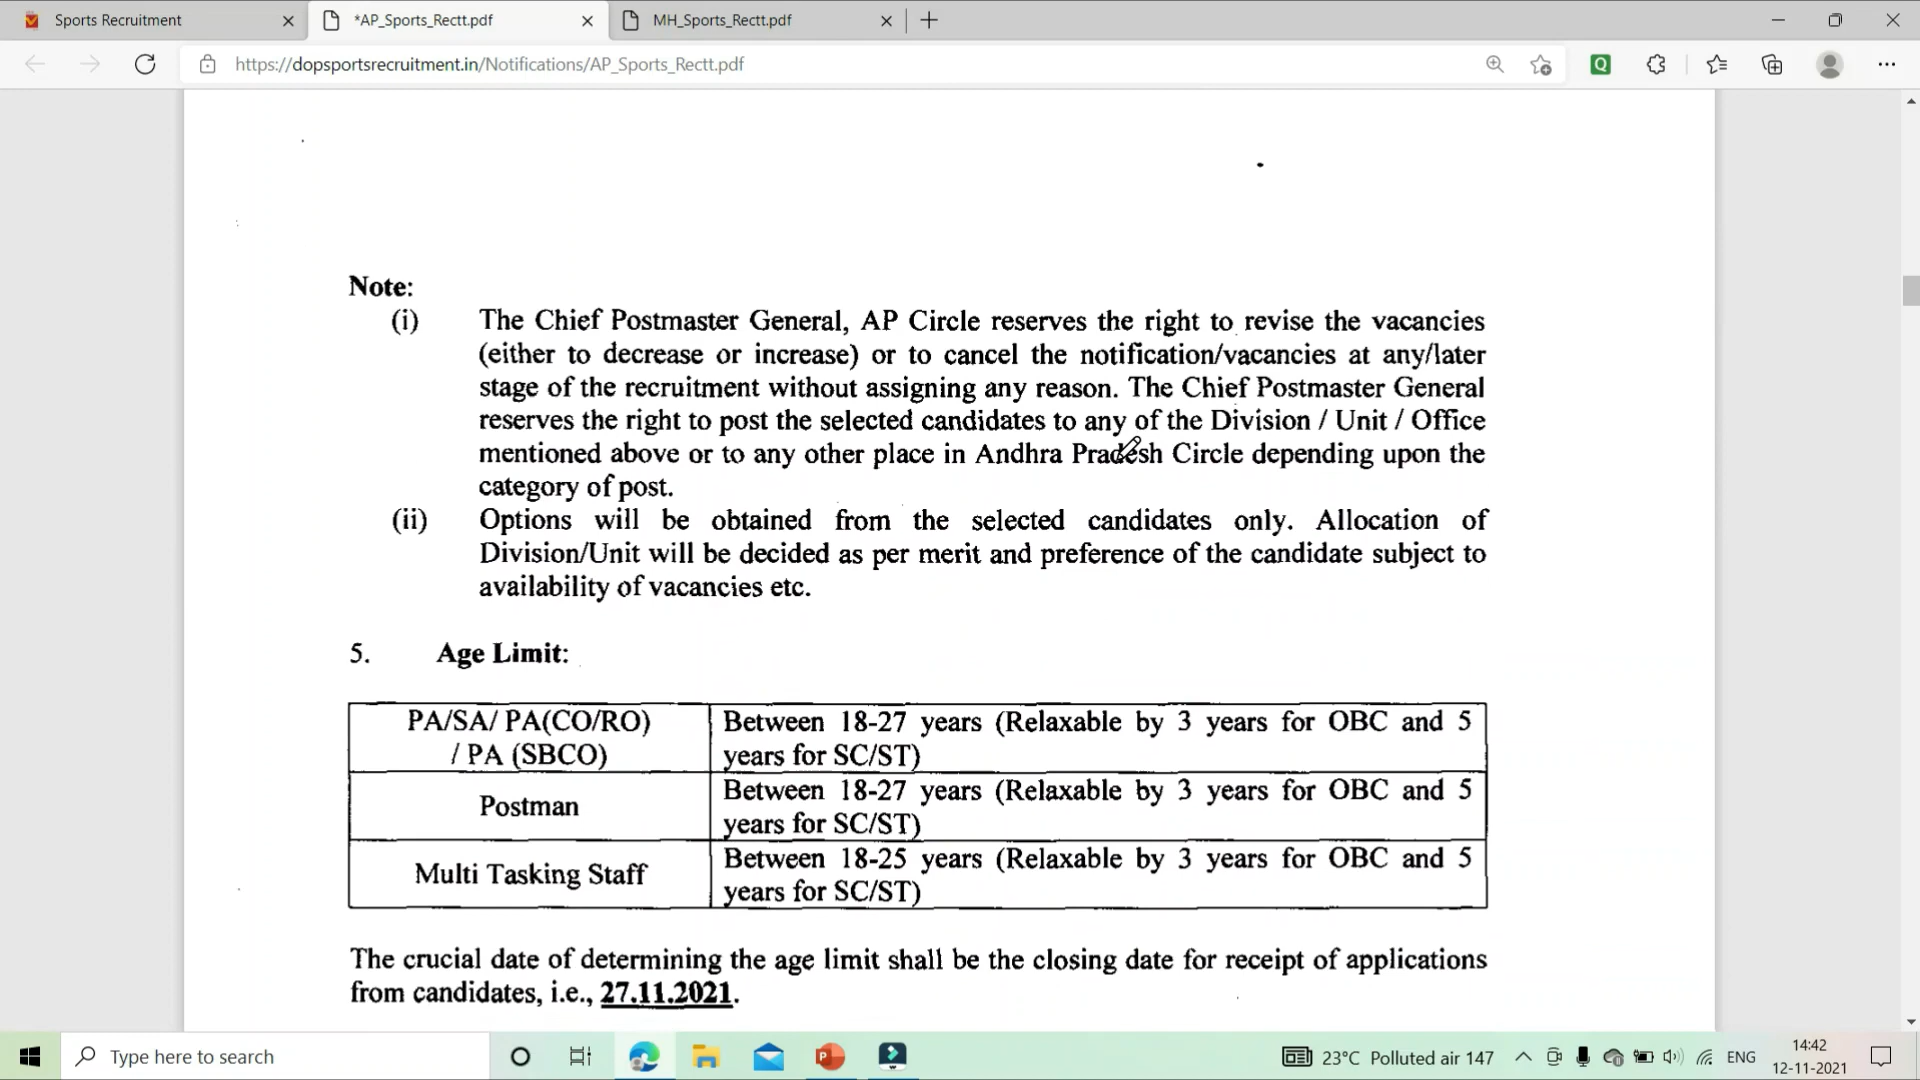 Sports Recruitment
*AP_Sports_Rectt.pdf
MH_Sports_Rectt.pdf
https://dopsportsrecruitment.in/Notifications/AP_Sports_Rectt.pdf
Q
Note:
(i) The Chief Postmaster General, AP Circle reserves the right to revise the vacancies
(either to decrease or increase) or to cancel the notification/vacancies at any/later
stage of the recruitment without assigning any reason. The Chief Postmaster General
reserves the right to post the selected candidates to any of the Division / Unit / Office
mentioned above or to any other place in Andhra Pradesh Circle depending upon the
category of post.
(ii) Options will be obtained from the selected candidates only. Allocation of
Division/Unit will be decided as per merit and preference of the candidate subject to
availability of vacancies etc.
5. Age Limit:
PA/SA/ PA(CO/RO)
/ PA (SBCO)
Between 18-27 years (Relaxable by 3 years for OBC and 5
years for SC/ST)
Postman
Between 18-27 years (Relaxable by 3 years for OBC and 5
years for SC/ST)
Multi Tasking Staff
Between 18-25 years (Relaxable by 3 years for OBC and 5
years for SC/ST)
The crucial date of determining the age limit shall be the closing date for receipt of applications
from candidates, i.e., 27.11.2021.
Type here to search
P
23°C Polluted air 147
ENG
14:42
12-11-2021